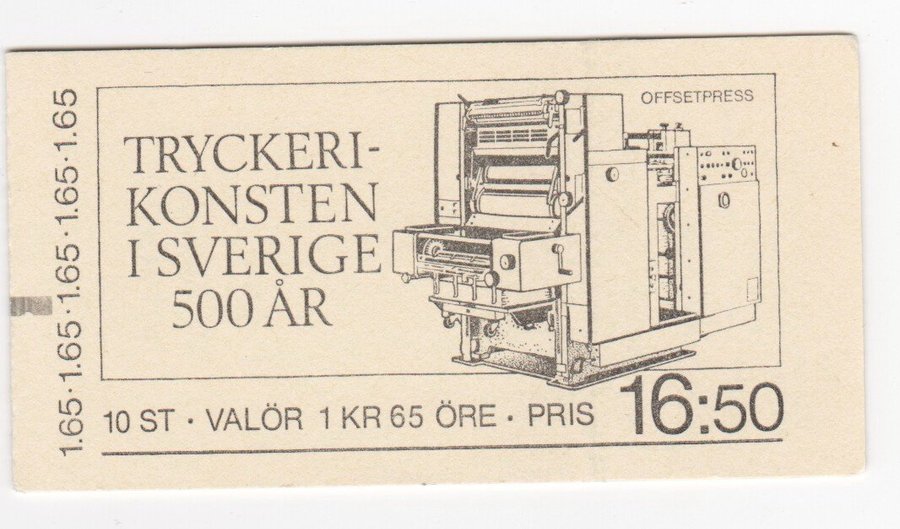 1.65·1.65·1.65·1.65·1.65
TRYCKERI-
KONSTEN
I SVERIGE
500 ÅR
OFFSETPRESS
10 ST · VALÖR 1 KR 65 ÖRE · PRIS 16:50